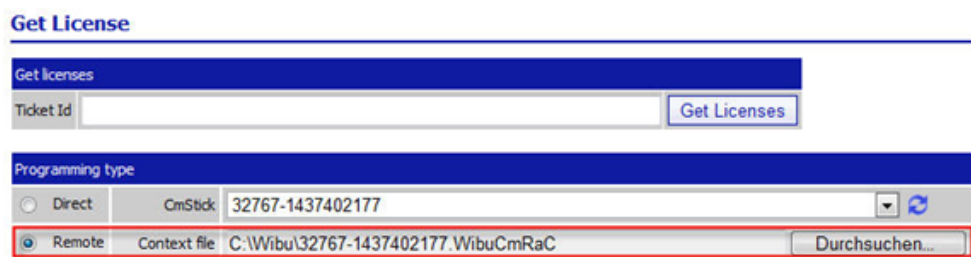 Get License
Get licenses
Ticket Id Get Licenses
Programming type
Direct CmStick 32767-1437402177
Remote Context file C:\Wibu\32767-1437402177.WibuCmRaC Durchsuchen...